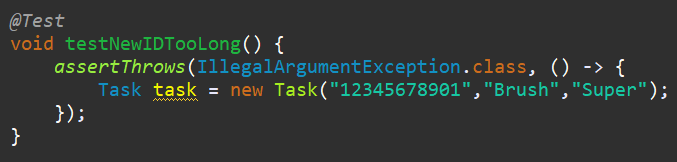 @Test
void testNewIDTooLong() {
    assertThrows(IllegalArgumentException.class, () -> {
        Task task = new Task("12345678901","Brush","Super");
    });
}